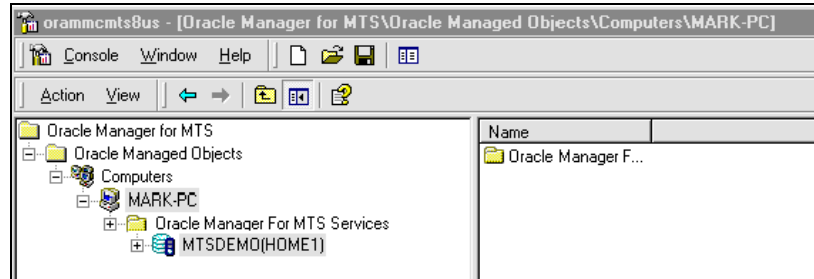 orammcmts8us - [Oracle Manager for MTS\Oracle Managed Objects\Computers\MARK-PC]
Console Window Help
Action View
Oracle Manager for MTS
Oracle Managed Objects
Computers
MARK-PC
Oracle Manager For MTS Services
MTSDEMO(HOME1)
Name
Oracle Manager F...